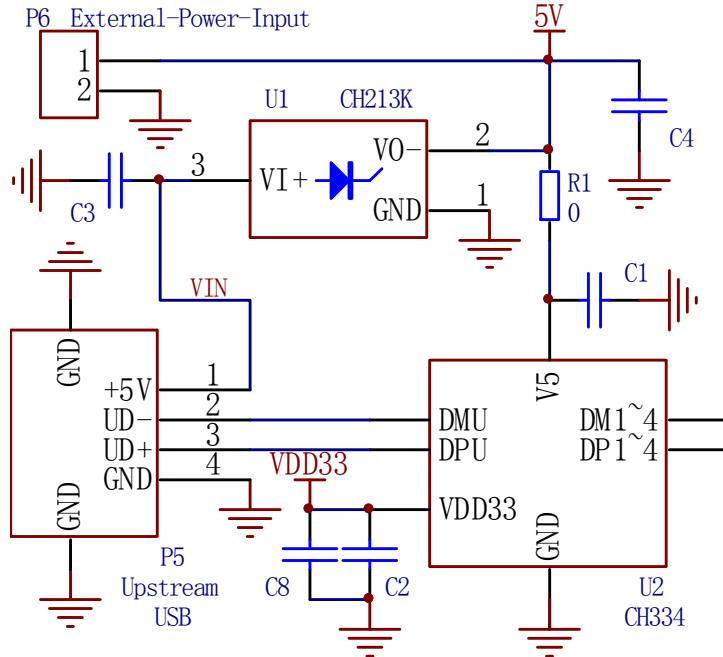 P6 External-Power-Input
5V
1
2
U1 CH213K
C4
VO- 2
3 VI+
GND 1
R1
0
C3
C1
VIN
GND
+5V 1
V5
UD- 2 DMU DM1~4
UD+ 3 DPU DP1~4
GND 4
VDD33
VDD33
GND
GND
P5
Upstream
USB
C8
C2
U2
CH334